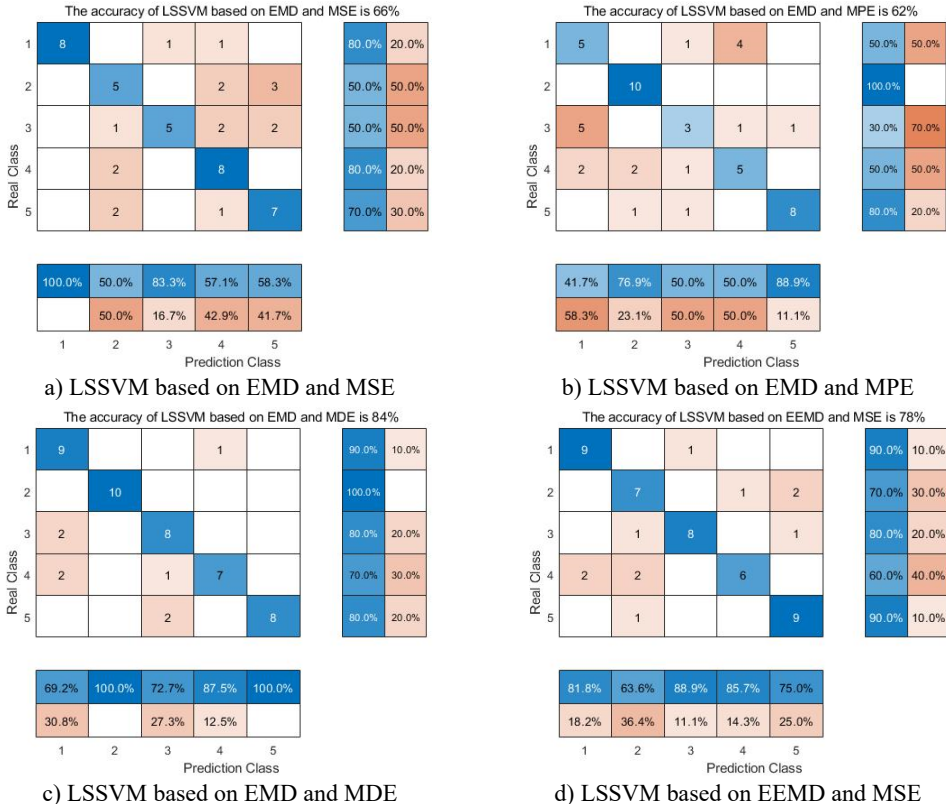 The accuracy of LSSVM based on EMD and MSE is 66%
1 8 1 1 80.0% 20.0%
2 5 2 3 50.0% 50.0%
3 1 5 2 2 50.0% 50.0%
4 2 8 80.0% 20.0%
5 2 1 7 70.0% 30.0%
Real Class
100.0% 50.0% 83.3% 57.1% 58.3%
50.0% 16.7% 42.9% 41.7%
1 2 3 4 5
Prediction Class
a) LSSVM based on EMD and MSE
The accuracy of LSSVM based on EMD and MPE is 62%
1 5 1 4 50.0% 50.0%
2 10 100.0%
3 5 3 1 1 30.0% 70.0%
4 2 2 1 5 50.0% 50.0%
5 1 1 8 80.0% 20.0%
Real Class
41.7% 76.9% 50.0% 50.0% 88.9%
58.3% 23.1% 50.0% 50.0% 11.1%
1 2 3 4 5
Prediction Class
b) LSSVM based on EMD and MPE
The accuracy of LSSVM based on EMD and MDE is 84%
1 9 1 90.0% 10.0%
2 10 100.0%
3 2 8 80.0% 20.0%
4 2 1 7 70.0% 30.0%
5 2 8 80.0% 20.0%
Real Class
69.2% 100.0% 72.7% 87.5% 100.0%
30.8% 27.3% 12.5%
1 2 3 4 5
Prediction Class
c) LSSVM based on EMD and MDE
The accuracy of LSSVM based on EEMD and MSE is 78%
1 9 1 90.0% 10.0%
2 7 1 2 70.0% 30.0%
3 1 8 1 80.0% 20.0%
4 2 2 6 60.0% 40.0%
5 1 9 90.0% 10.0%
Real Class
81.8% 63.6% 88.9% 85.7% 75.0%
18.2% 36.4% 11.1% 14.3% 25.0%
1 2 3 4 5
Prediction Class
d) LSSVM based on EEMD and MSE